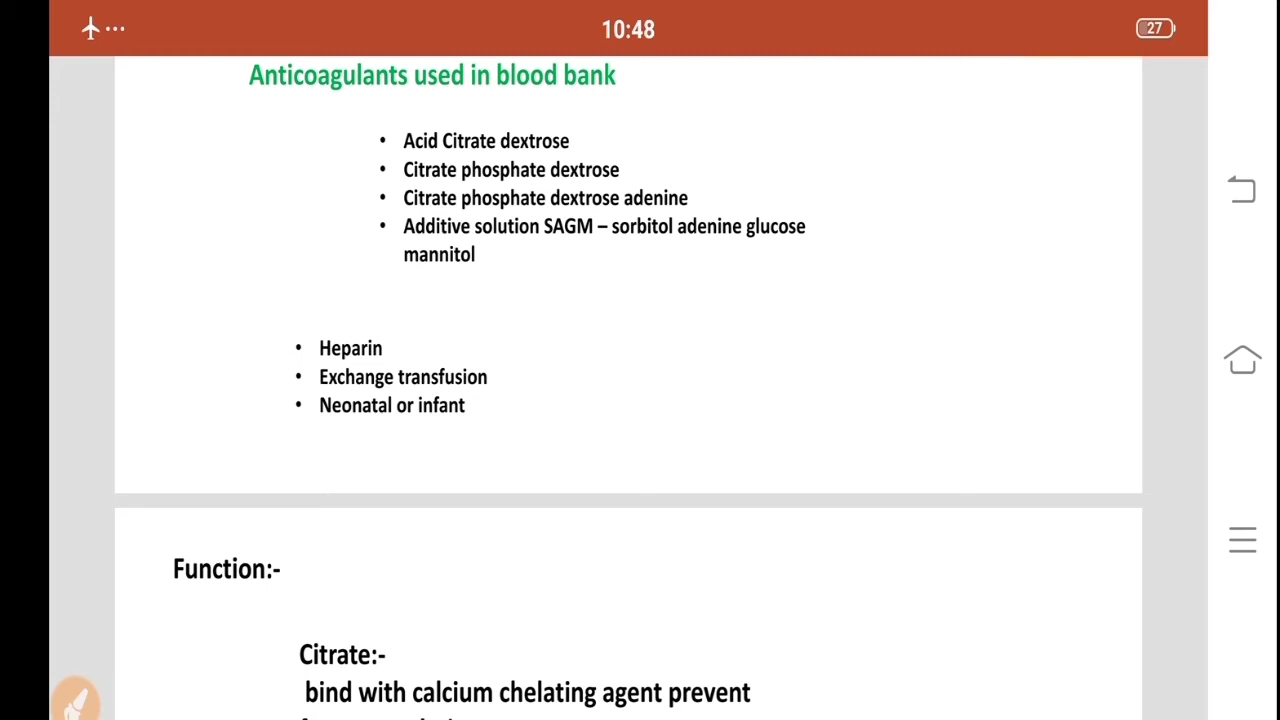 10:48
27
Anticoagulants used in blood bank
• Acid Citrate dextrose
• Citrate phosphate dextrose
• Citrate phosphate dextrose adenine
• Additive solution SAGM – sorbitol adenine glucose
mannitol
• Heparin
• Exchange transfusion
• Neonatal or infant
Function:-
Citrate:-
bind with calcium chelating agent prevent